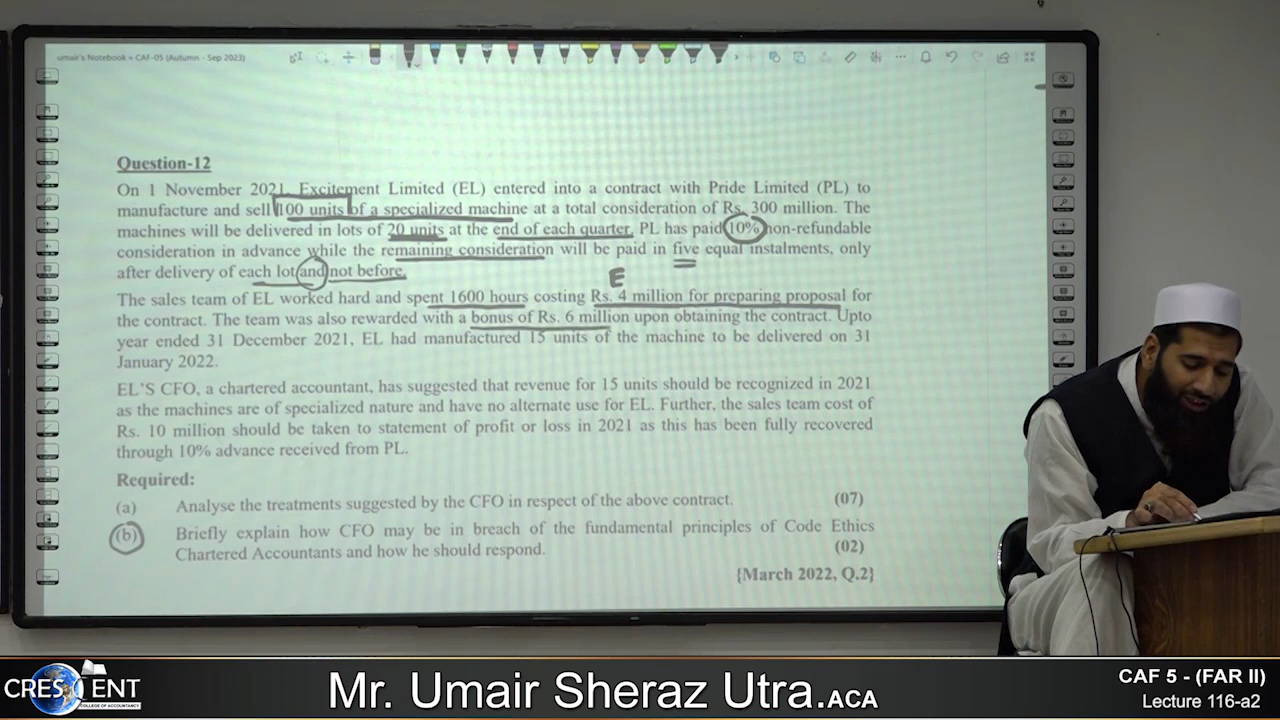 umair's Notebook » CAF-05 (Autumn - Sep 2023)
Question-12
On 1 November 2021, Excitement Limited (EL) entered into a contract with Pride Limited (PL) to
manufacture and sell 100 units of a specialized machine at a total consideration of Rs. 300 million. The
machines will be delivered in lots of 20 units at the end of each quarter. PL has paid 10% non-refundable
consideration in advance while the remaining consideration will be paid in five equal instalments, only
after delivery of each lot and not before.
E
The sales team of EL worked hard and spent 1600 hours costing Rs. 4 million for preparing proposal for
the contract. The team was also rewarded with a bonus of Rs. 6 million upon obtaining the contract. Upto
year ended 31 December 2021, EL had manufactured 15 units of the machine to be delivered on 31
January 2022.
EL'S CFO, a chartered accountant, has suggested that revenue for 15 units should be recognized in 2021
as the machines are of specialized nature and have no alternate use for EL. Further, the sales team cost of
Rs. 10 million should be taken to statement of profit or loss in 2021 as this has been fully recovered
through 10% advance received from PL.
Required:
(a) Analyse the treatments suggested by the CFO in respect of the above contract. (07)
(b) Briefly explain how CFO may be in breach of the fundamental principles of Code Ethics
Chartered Accountants and how he should respond. (02)
{March 2022, Q.2}
CRESCENT
COLLEGE OF ACCOUNTANCY
Mr. Umair Sheraz Utra.ACA
CAF 5 - (FAR II)
Lecture 116-a2